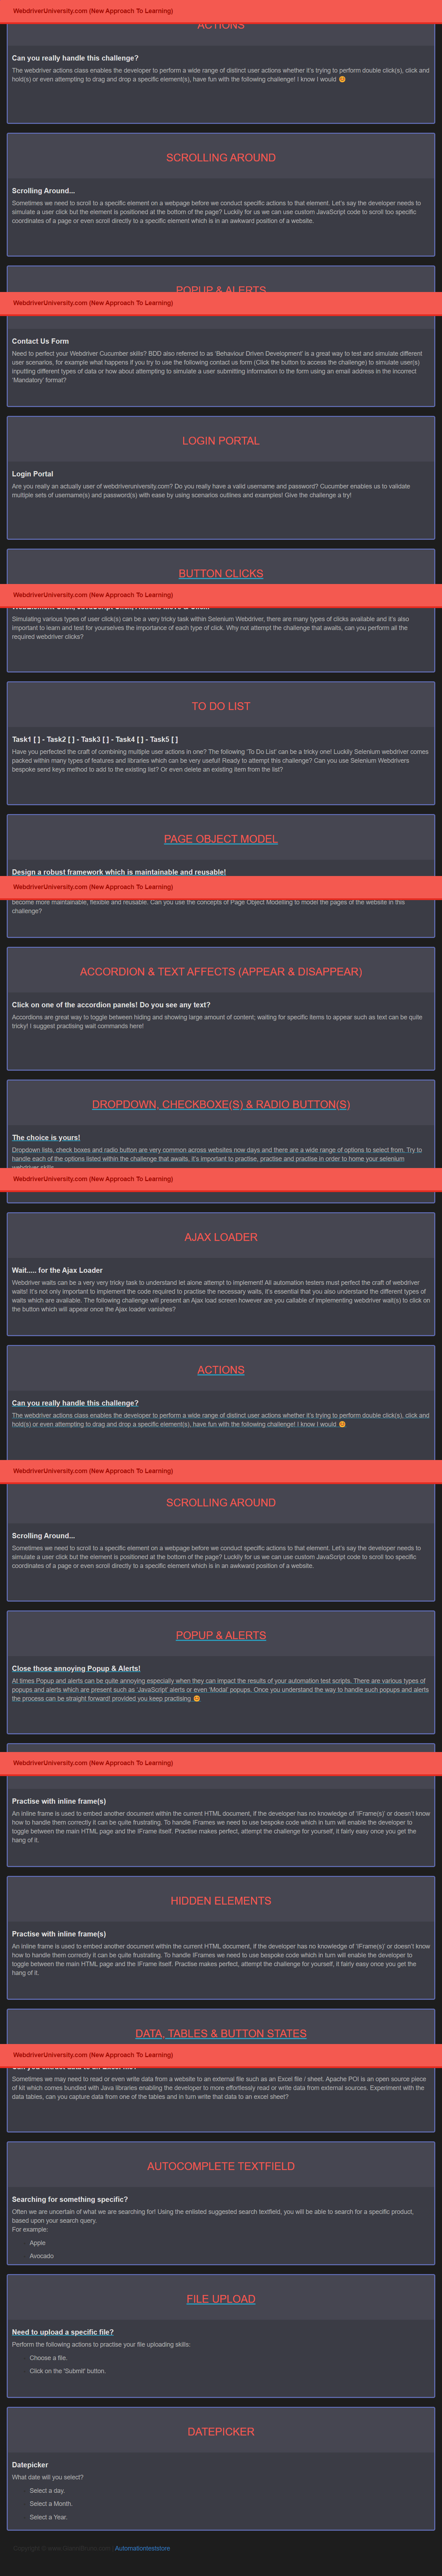 WebdriverUniversity.com (New Approach To Learning)
ACTIONS
Can you really handle this challenge?
The webdriver actions class enables the developer to perform a wide range of distinct user actions whether it's trying to perform double click(s), click and
hold(s) or even attempting to drag and drop a specific element(s), have fun with the following challenge! I know I would 😊
SCROLLING AROUND
Scrolling Around...
Sometimes we need to scroll to a specific element on a webpage before we conduct specific actions to that element. Let's say the developer needs to
simulate a user click but the element is positioned at the bottom of the page? Luckily for us we can use custom JavaScript code to scroll too specific
coordinates of a page or even scroll directly to a specific element which is in an awkward position of a website.
POPUP & ALERTS
WebdriverUniversity.com (New Approach To Learning)
Contact Us Form
Need to perfect your Webdriver Cucumber skills? BDD also referred to as 'Behaviour Driven Development' is a great way to test and simulate different
user scenarios, for example what happens if you try to use the following contact us form (Click the button to access the challenge) to simulate user(s)
inputting different types of data or how about attempting to simulate a user submitting information to the form using an email address in the incorrect
'Mandatory' format?
LOGIN PORTAL
Login Portal
Are you really an actually user of webdriveruniversity.com? Do you really have a valid username and password? Cucumber enables us to validate
multiple sets of username(s) and password(s) with ease by using scenarios outlines and examples! Give the challenge a try!
BUTTON CLICKS
WebdriverUniversity.com (New Approach To Learning)
WebElement Click, JavaScript Click, Actions Move & Click!
Simulating various types of user click(s) can be a very tricky task within Selenium Webdriver, there are many types of clicks available and it's also
important to learn and test for yourselves the importance of each type of click. Why not attempt the challenge that awaits, can you perform all the
required webdriver clicks?
TO DO LIST
Task1 [ ] - Task2 [ ] - Task3 [ ] - Task4 [ ] - Task5 [ ]
Have you perfected the craft of combining multiple user actions in one? The following 'To Do List' can be a tricky one! Luckily Selenium webdriver comes
packed within many types of features and libraries which can be very useful! Ready to attempt this challenge? Can you use Selenium Webdrivers
bespoke send keys method to add to the existing list? Or even delete an existing item from the list?
PAGE OBJECT MODEL
Design a robust framework which is maintainable and reusable!
WebdriverUniversity.com (New Approach To Learning)
become more maintainable, flexible and reusable. Can you use the concepts of Page Object Modelling to model the pages of the website in this
challenge?
ACCORDION & TEXT AFFECTS (APPEAR & DISAPPEAR)
Click on one of the accordion panels! Do you see any text?
Accordions are great way to toggle between hiding and showing large amount of content; waiting for specific items to appear such as text can be quite
tricky! I suggest practising wait commands here!
DROPDOWN, CHECKBOXE(S) & RADIO BUTTON(S)
The choice is yours!
Dropdown lists, check boxes and radio button are very common across websites now days and there are a wide range of options to select from. Try to
handle each of the options listed within the challenge that awaits, it's important to practise, practise and practise in order to home your selenium
webdriver skills.
WebdriverUniversity.com (New Approach To Learning)
AJAX LOADER
Wait..... for the Ajax Loader
Webdriver waits can be a very very tricky task to understand let alone attempt to implement! All automation testers must perfect the craft of webdriver
waits! It's not only important to implement the code required to practise the necessary waits, it's essential that you also understand the different types of
waits which are available. The following challenge will present an Ajax load screen however are you callable of implementing webdriver wait(s) to click on
the button which will appear once the Ajax loader vanishes?
ACTIONS
Can you really handle this challenge?
The webdriver actions class enables the developer to perform a wide range of distinct user actions whether it's trying to perform double click(s), click and
hold(s) or even attempting to drag and drop a specific element(s), have fun with the following challenge! I know I would 😊
WebdriverUniversity.com (New Approach To Learning)
SCROLLING AROUND
Scrolling Around...
Sometimes we need to scroll to a specific element on a webpage before we conduct specific actions to that element. Let's say the developer needs to
simulate a user click but the element is positioned at the bottom of the page? Luckily for us we can use custom JavaScript code to scroll too specific
coordinates of a page or even scroll directly to a specific element which is in an awkward position of a website.
POPUP & ALERTS
Close those annoying Popup & Alerts!
At times Popup and alerts can be quite annoying especially when they can impact the results of your automation test scripts. There are various types of
popups and alerts which are present such as 'JavaScript' alerts or even 'Modal' popups. Once you understand the way to handle such popups and alerts
the process can be straight forward! provided you keep practising 😊
WebdriverUniversity.com (New Approach To Learning)
Practise with inline frame(s)
An inline frame is used to embed another document within the current HTML document, if the developer has no knowledge of 'IFrame(s)' or doesn't know
how to handle them correctly it can be quite frustrating. To handle IFrames we need to use bespoke code which in turn will enable the developer to
toggle between the main HTML page and the IFrame itself. Practise makes perfect, attempt the challenge for yourself, it fairly easy once you get the
hang of it.
HIDDEN ELEMENTS
Practise with inline frame(s)
An inline frame is used to embed another document within the current HTML document, if the developer has no knowledge of 'IFrame(s)' or doesn't know
how to handle them correctly it can be quite frustrating. To handle IFrames we need to use bespoke code which in turn will enable the developer to
toggle between the main HTML page and the IFrame itself. Practise makes perfect, attempt the challenge for yourself, it fairly easy once you get the
hang of it.
DATA, TABLES & BUTTON STATES
WebdriverUniversity.com (New Approach To Learning)
Can you extract data to an Excel file?
Sometimes we may need to read or even write data from a website to an external file such as an Excel file / sheet. Apache POI is an open source piece
of kit which comes bundled with Java libraries enabling the developer to more effortlessly read or write data from external sources. Experiment with the
data tables, can you capture data from one of the tables and in turn write that data to an excel sheet?
AUTOCOMPLETE TEXTFIELD
Searching for something specific?
Often we are uncertain of what we are searching for! Using the enlisted suggested search textfield, you will be able to search for a specific product,
based upon your search query.
For example:
Apple
Avocado
FILE UPLOAD
Need to upload a specific file?
Perform the following actions to practise your file uploading skills:
Choose a file.
Click on the 'Submit' button.
DATEPICKER
Datepicker
What date will you select?
Select a day.
Select a Month.
Select a Year.
Automationteststore